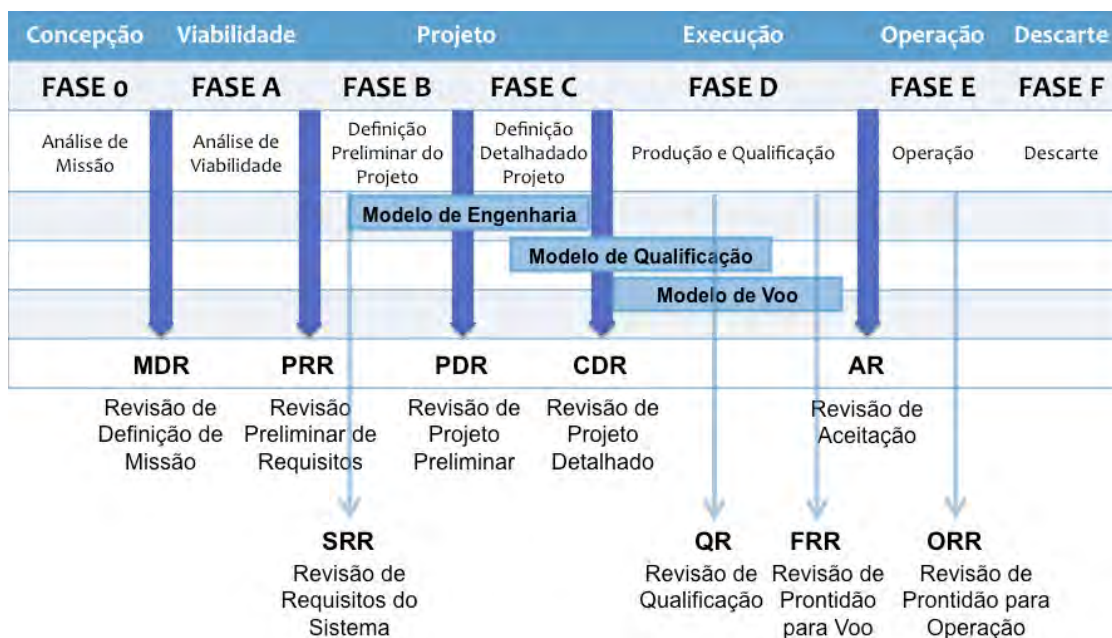 Concepção Viabilidade Projeto Execução Operação Descarte
FASE 0 FASE A FASE B FASE C FASE D FASE E FASE F
Análise de Missão
Análise de Viabilidade
Definição Preliminar do Projeto
Definição Detalhadado Projeto
Produção e Qualificação
Operação
Descarte
Modelo de Engenharia
Modelo de Qualificação
Modelo de Voo
MDR PRR PDR CDR AR
Revisão de
Definição de
Missão
Revisão
Preliminar de
Requisitos
Revisão de
Projeto
Preliminar
Revisão de
Projeto
Detalhado
Revisão de
Aceitação
SRR QR FRR ORR
Revisão de
Requisitos do
Sistema
Revisão de
Qualificação
Revisão de
Prontidão
para Voo
Revisão de
Prontidão para
Operação